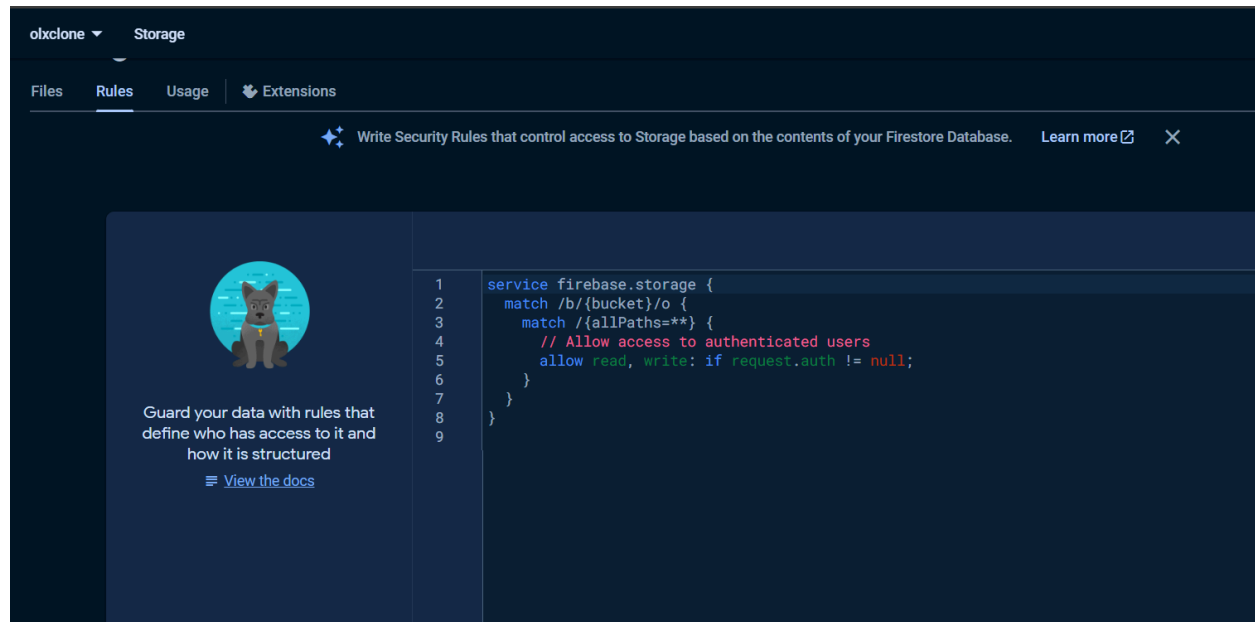 olxclone Storage
Files Rules Usage Extensions
Write Security Rules that control access to Storage based on the contents of your Firestore Database. Learn more
Guard your data with rules that
define who has access to it and
how it is structured
View the docs
1 service firebase.storage {
2   match /b/{bucket}/o {
3     match /{allPaths=**} {
4       // Allow access to authenticated users
5       allow read, write: if request.auth != null;
6     }
7   }
8 }
9